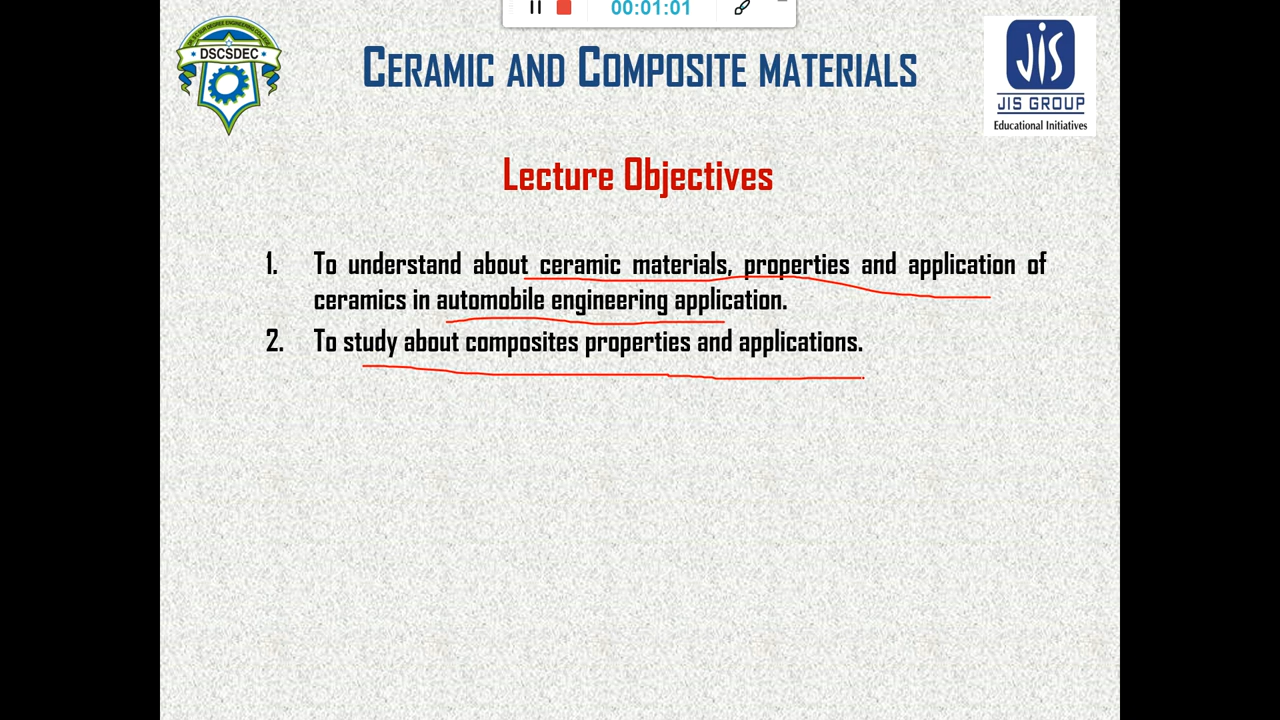 00:01:01
DSCSDEC
CERAMIC AND COMPOSITE MATERIALS
JIS
JIS GROUP
Educational Initiatives
Lecture Objectives
1. To understand about ceramic materials, properties and application of
ceramics in automobile engineering application.
2. To study about composites properties and applications.